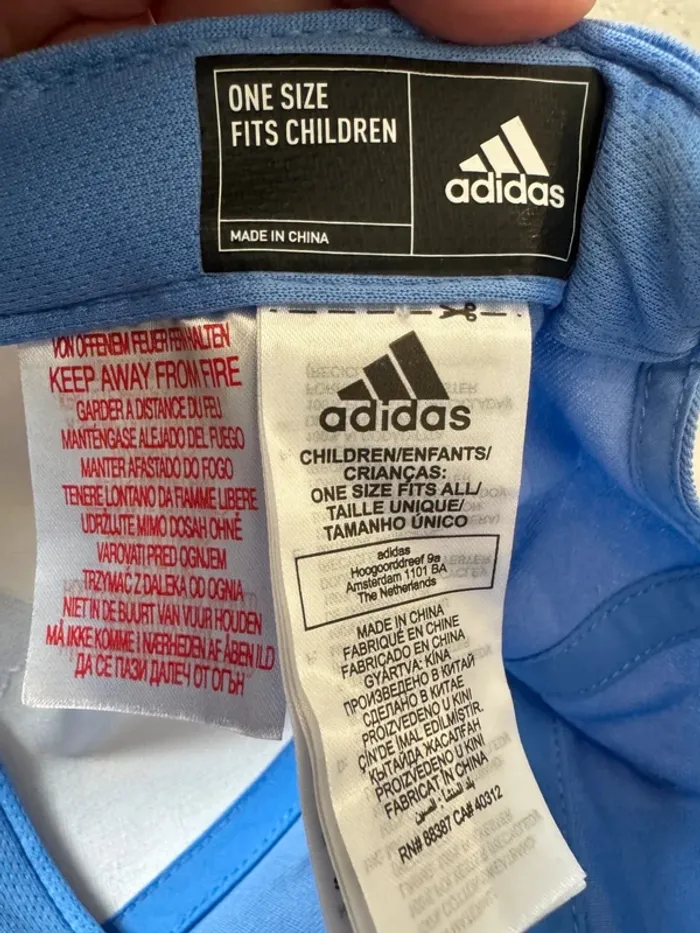 ONE SIZE
FITS CHILDREN
MADE IN CHINA
adidas
VON OFFENEM FEUER FERNHALTEN
KEEP AWAY FROM FIRE
GARDER A DISTANCE DU FEU
MANTÉNGASE ALEJADO DEL FUEGO
MANTER AFASTADO DO FOGO
TENERE LONTANO DA FIAMME LIBERE
UDRŽUJTE MIMO DOSAH OHNĚ
VAROVATI PRED OGNJEM
TRZYMAĆ Z DALEKA OD OGNIA
NIET IN DE BUURT VAN VUUR HOUDEN
MÅ IKKE KOMME I NÆRHEDEN AF ÅBEN ILD
ДА СЕ ПАЗИ ДАЛЕЧ ОТ ОГЪН
adidas
CHILDREN/ENFANTS/
CRIANÇAS:
ONE SIZE FITS ALL/
TAILLE UNIQUE/
TAMANHO ÚNICO
adidas
Hoogoorddreef 9a
Amsterdam 1101 BA
The Netherlands
MADE IN CHINA
FABRIQUÉ EN CHINE
FABRICADO EN CHINA
GYÁRTVA: KÍNA
ПРОИЗВЕДЕНО В КИТАЙ
СДЕЛАНО В КИТАЕ
PROIZVEDENO U KINI
ÇİN'DE İMAL EDİLMİŞTİR.
ҚЫТАЙДА ЖАСАЛҒАН
PROIZVEDENO U KINI
FABRICAT ÎN CHINA
بلد المنشأ: الصين
RN# 88387 CA# 40312